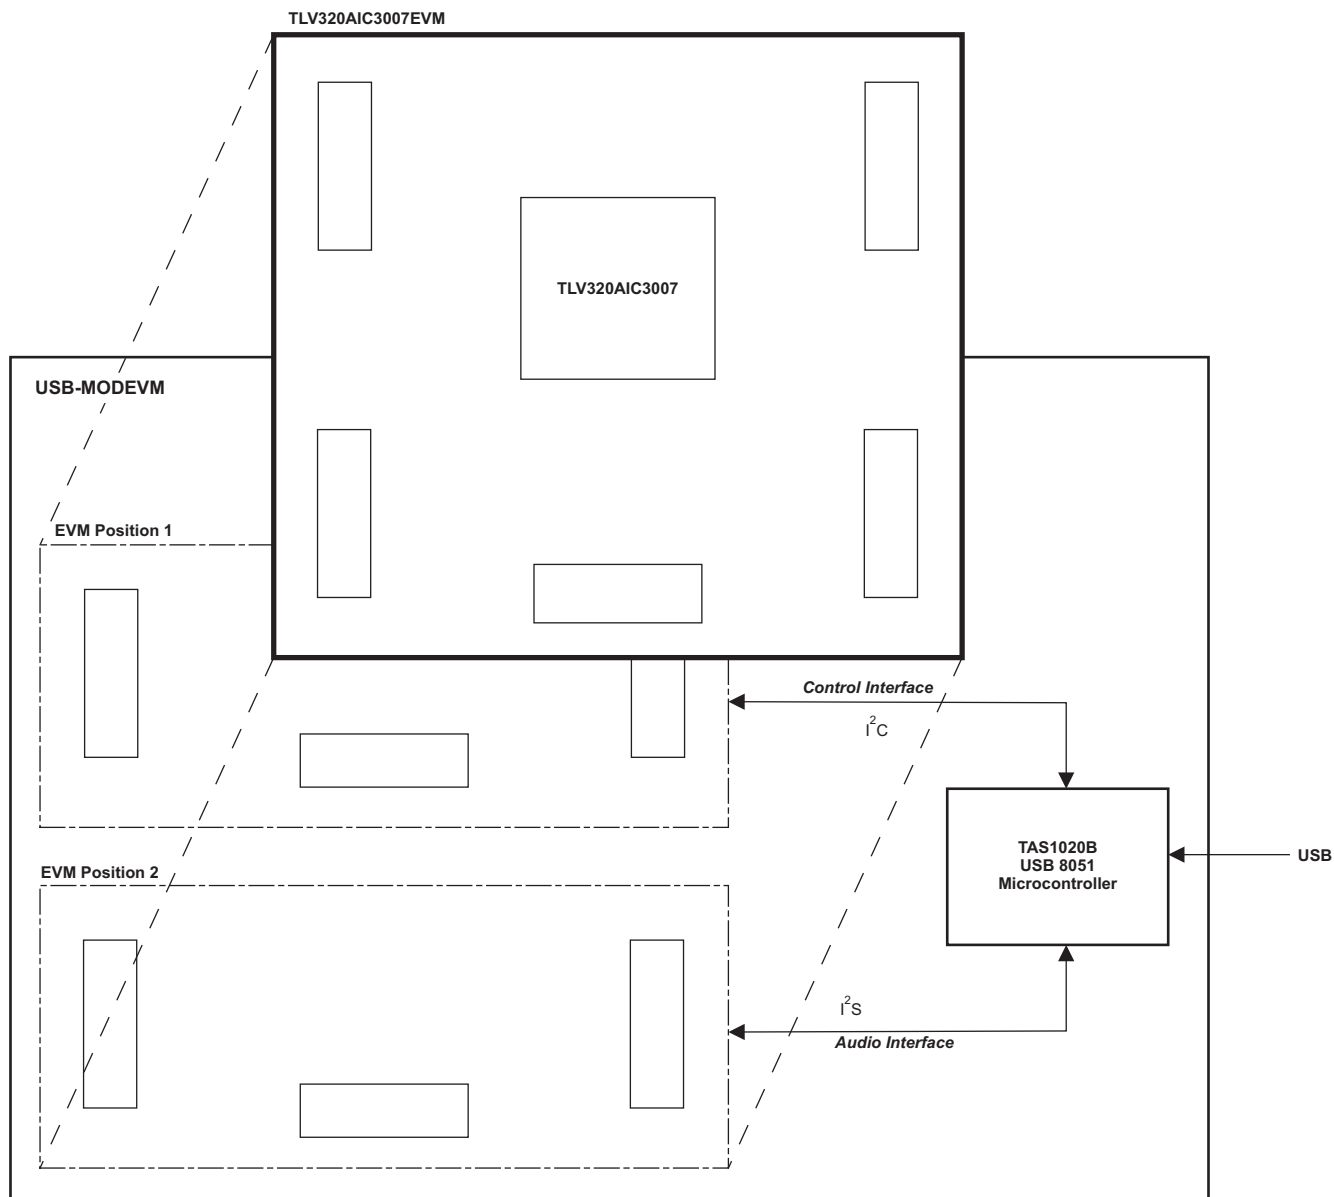 TLV320AIC3007EVM
TLV320AIC3007
USB-MODEVM
EVM Position 1
Control Interface
I²C
TAS1020B
USB 8051
Microcontroller
USB
EVM Position 2
I²S
Audio Interface